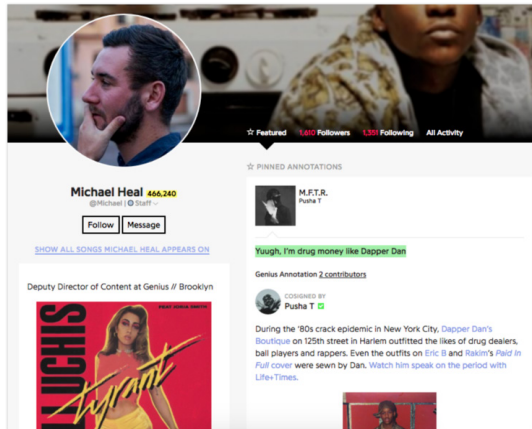 ☆ Featured 1,610 Followers 1,351 Following All Activity
☆ PINNED ANNOTATIONS
M.F.T.R.
Pusha T
Michael Heal 466,240
@Michael | Staff
Follow Message
SHOW ALL SONGS MICHAEL HEAL APPEARS ON
Deputy Director of Content at Genius // Brooklyn
LLUCHIS
tyrant
Yuugh, I'm drug money like Dapper Dan
Genius Annotation 2 contributors
COSIGNED BY
Pusha T
During the '80s crack epidemic in New York City, Dapper Dan's
Boutique on 125th street in Harlem outfitted the likes of drug dealers,
ball players and rappers. Even the outfits on Eric B and Rakim's Paid in
Full cover were sewn by Dan. Watch him speak on the period with
Life+Times.